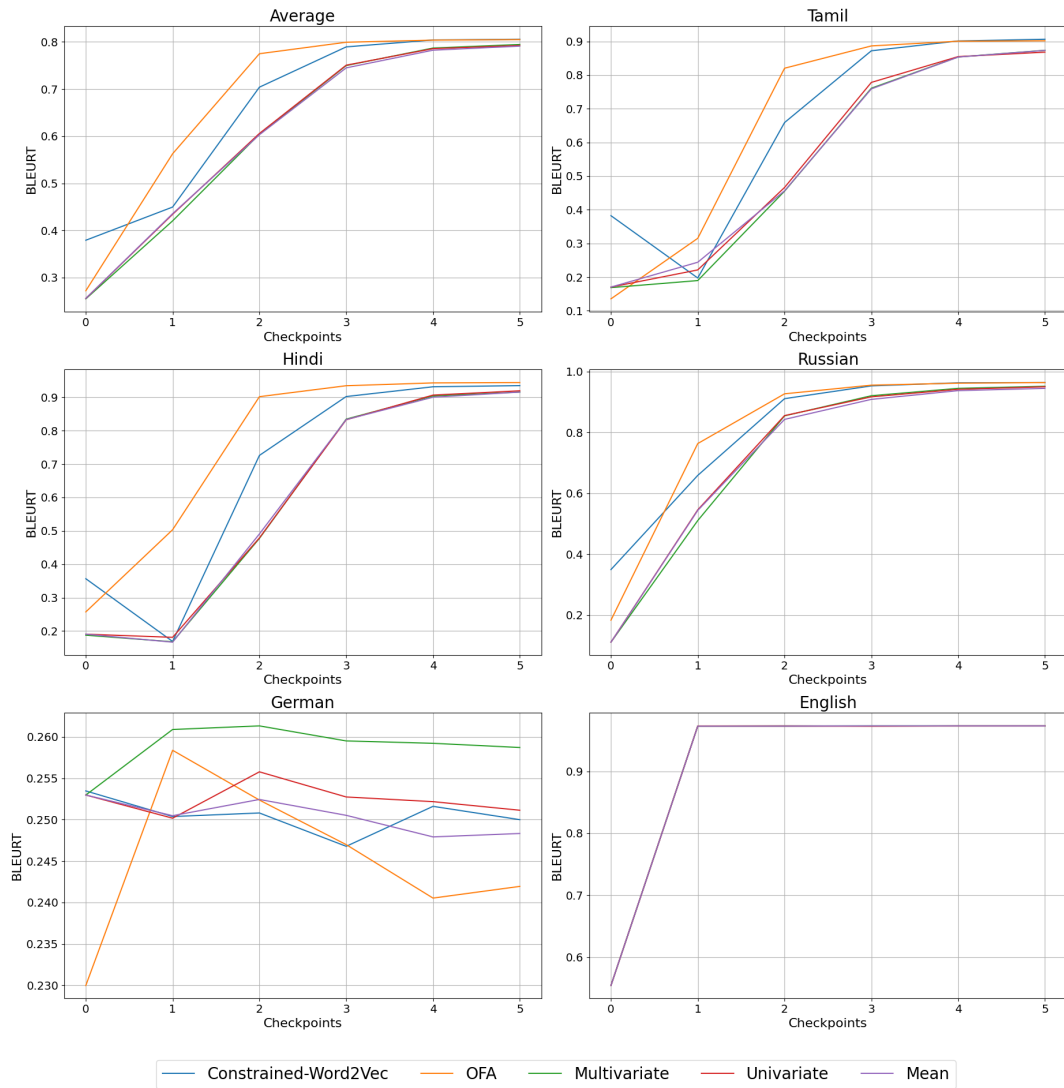 Average
0.8
0.7
0.6
0.5
0.4
0.3
BLEURT
0 1 2 3 4 5
Checkpoints
Tamil
0.9
0.8
0.7
0.6
0.5
0.4
0.3
0.2
0.1
BLEURT
0 1 2 3 4 5
Checkpoints
Hindi
0.9
0.8
0.7
0.6
0.5
0.4
0.3
0.2
BLEURT
0 1 2 3 4 5
Checkpoints
Russian
1.0
0.8
0.6
0.4
0.2
BLEURT
0 1 2 3 4 5
Checkpoints
German
0.260
0.255
0.250
0.245
0.240
0.235
0.230
BLEURT
0 1 2 3 4 5
Checkpoints
English
0.9
0.8
0.7
0.6
BLEURT
0 1 2 3 4 5
Checkpoints
Constrained-Word2Vec OFA Multivariate Univariate Mean